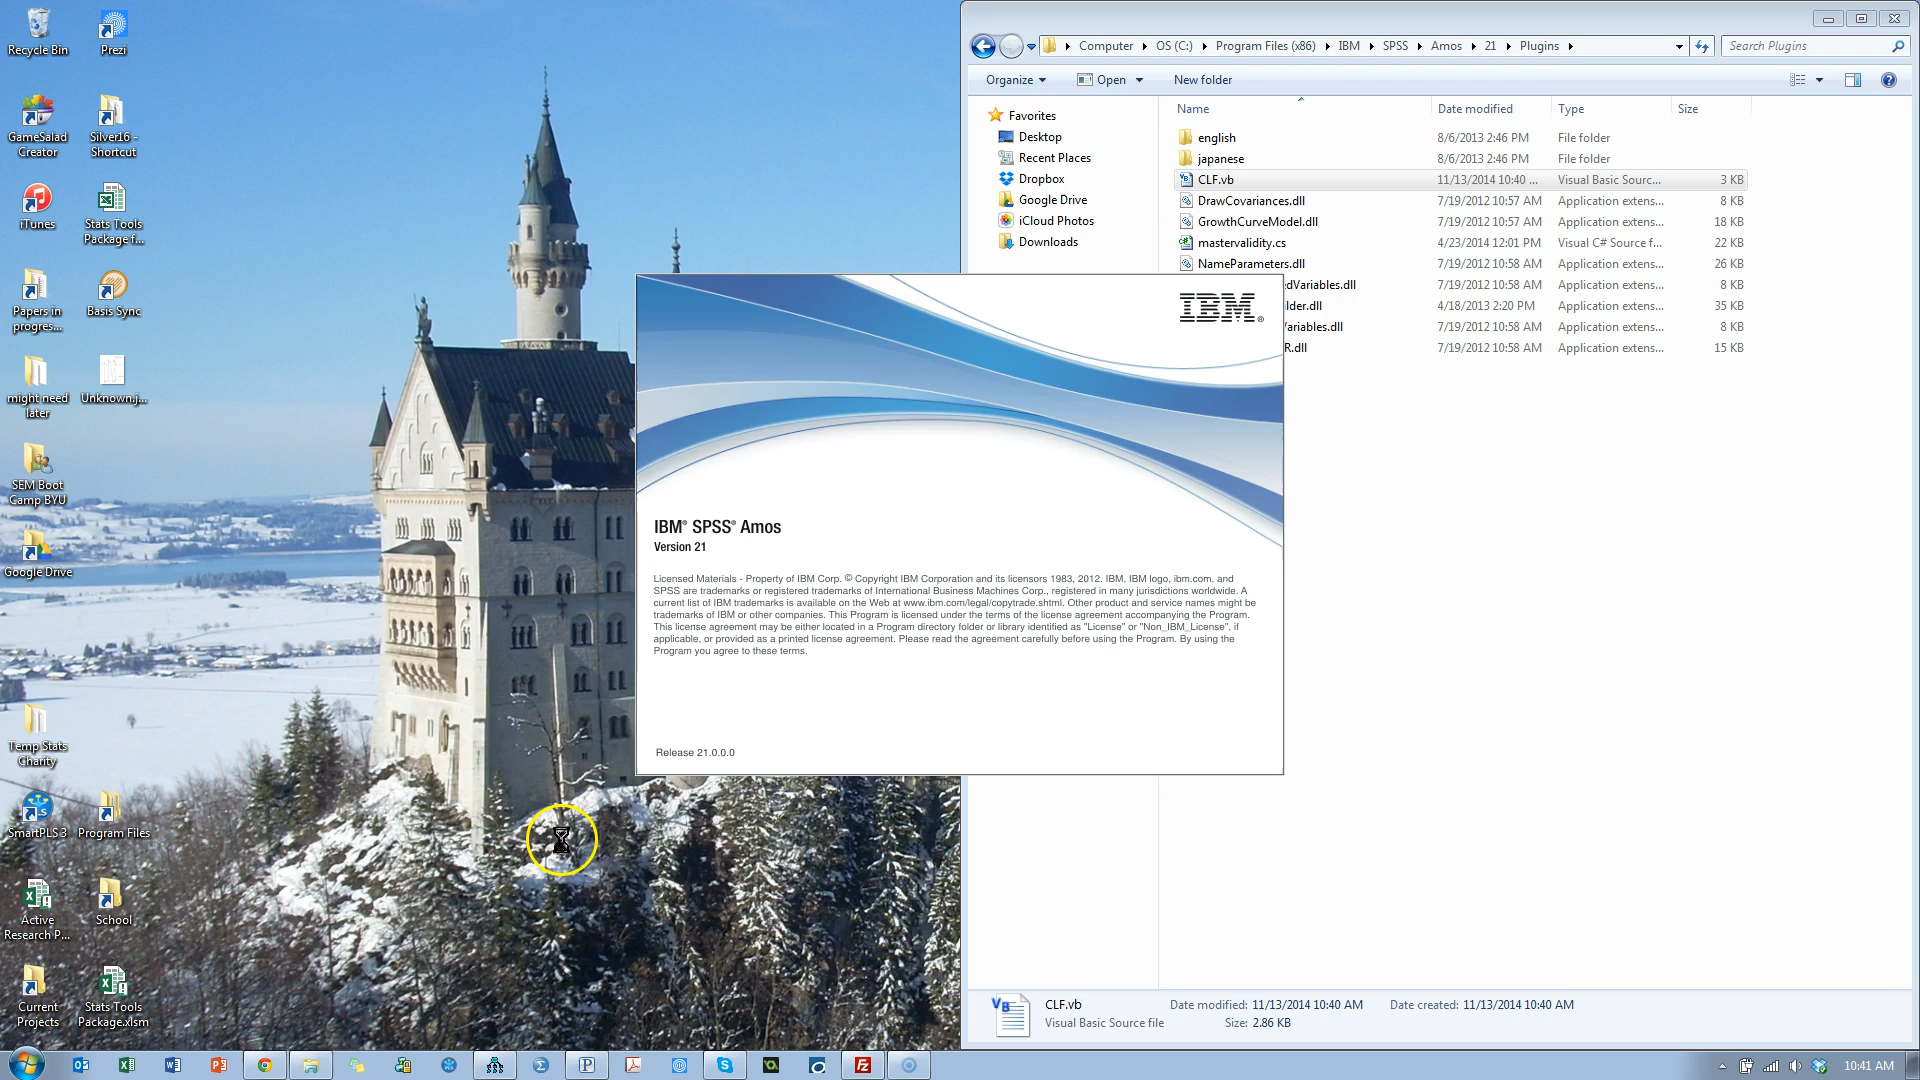 Recycle Bin
Prezi
GameSalad Creator
Silver16 - Shortcut
iTunes
Stats Tools Package f...
Papers in progres...
Basis Sync
might need later
Unknown.j...
SEM Boot Camp BYU
Google Drive
Temp Stats Charity
SmartPLS 3
Program Files
Active Research P...
School
Current Projects
Stats Tools Package.xlsm
Computer OS (C:) Program Files (x86) IBM SPSS Amos 21 Plugins
Search Plugins
Organize Open New folder
Favorites
Desktop
Recent Places
Dropbox
Google Drive
iCloud Photos
Downloads
Name Date modified Type Size
english 8/6/2013 2:46 PM File folder
japanese 8/6/2013 2:46 PM File folder
CLF.vb 11/13/2014 10:40 ... Visual Basic Sourc... 3 KB
DrawCovariances.dll 7/19/2012 10:57 AM Application extens... 8 KB
GrowthCurveModel.dll 7/19/2012 10:57 AM Application extens... 18 KB
mastervalidity.cs 4/23/2014 12:01 PM Visual C# Source f... 22 KB
NameParameters.dll 7/19/2012 10:58 AM Application extens... 26 KB
edVariables.dll 7/19/2012 10:58 AM Application extens... 8 KB
lder.dll 4/18/2013 2:20 PM Application extens... 35 KB
Variables.dll 7/19/2012 10:58 AM Application extens... 8 KB
R.dll 7/19/2012 10:58 AM Application extens... 15 KB
IBM®
IBM® SPSS® Amos
Version 21
Licensed Materials - Property of IBM Corp. © Copyright IBM Corporation and its licensors 1983, 2012. IBM, IBM logo, ibm.com, and
SPSS are trademarks or registered trademarks of International Business Machines Corp., registered in many jurisdictions worldwide. A
current list of IBM trademarks is available on the Web at www.ibm.com/legal/copytrade.shtml. Other product and service names might be
trademarks of IBM or other companies. This Program is licensed under the terms of the license agreement accompanying the Program.
This license agreement may be either located in a Program directory folder or library identified as "License" or "Non_IBM_License", if
applicable, or provided as a printed license agreement. Please read the agreement carefully before using the Program. By using the
Program you agree to these terms.
Release 21.0.0.0
CLF.vb Date modified: 11/13/2014 10:40 AM Date created: 11/13/2014 10:40 AM
Visual Basic Source file Size: 2.86 KB
10:41 AM